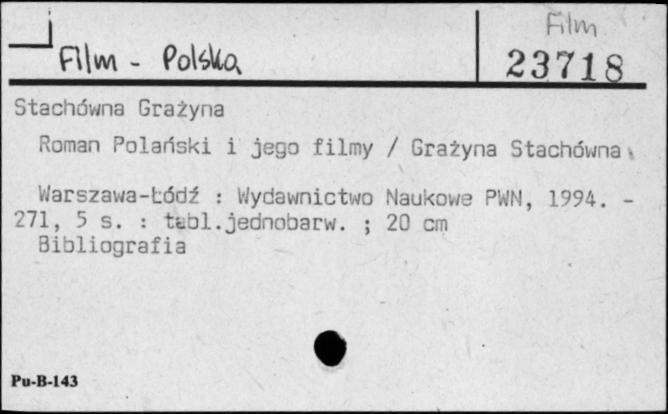 Film
Film - Polska
23718
Stachówna Grażyna
Roman Polański i jego filmy / Grażyna Stachówna
Warszawa-Łódź : Wydawnictwo Naukowe PWN, 1994. -
271, 5 s. : tabl.jednobarw. ; 20 cm
Bibliografia
Pu-B-143